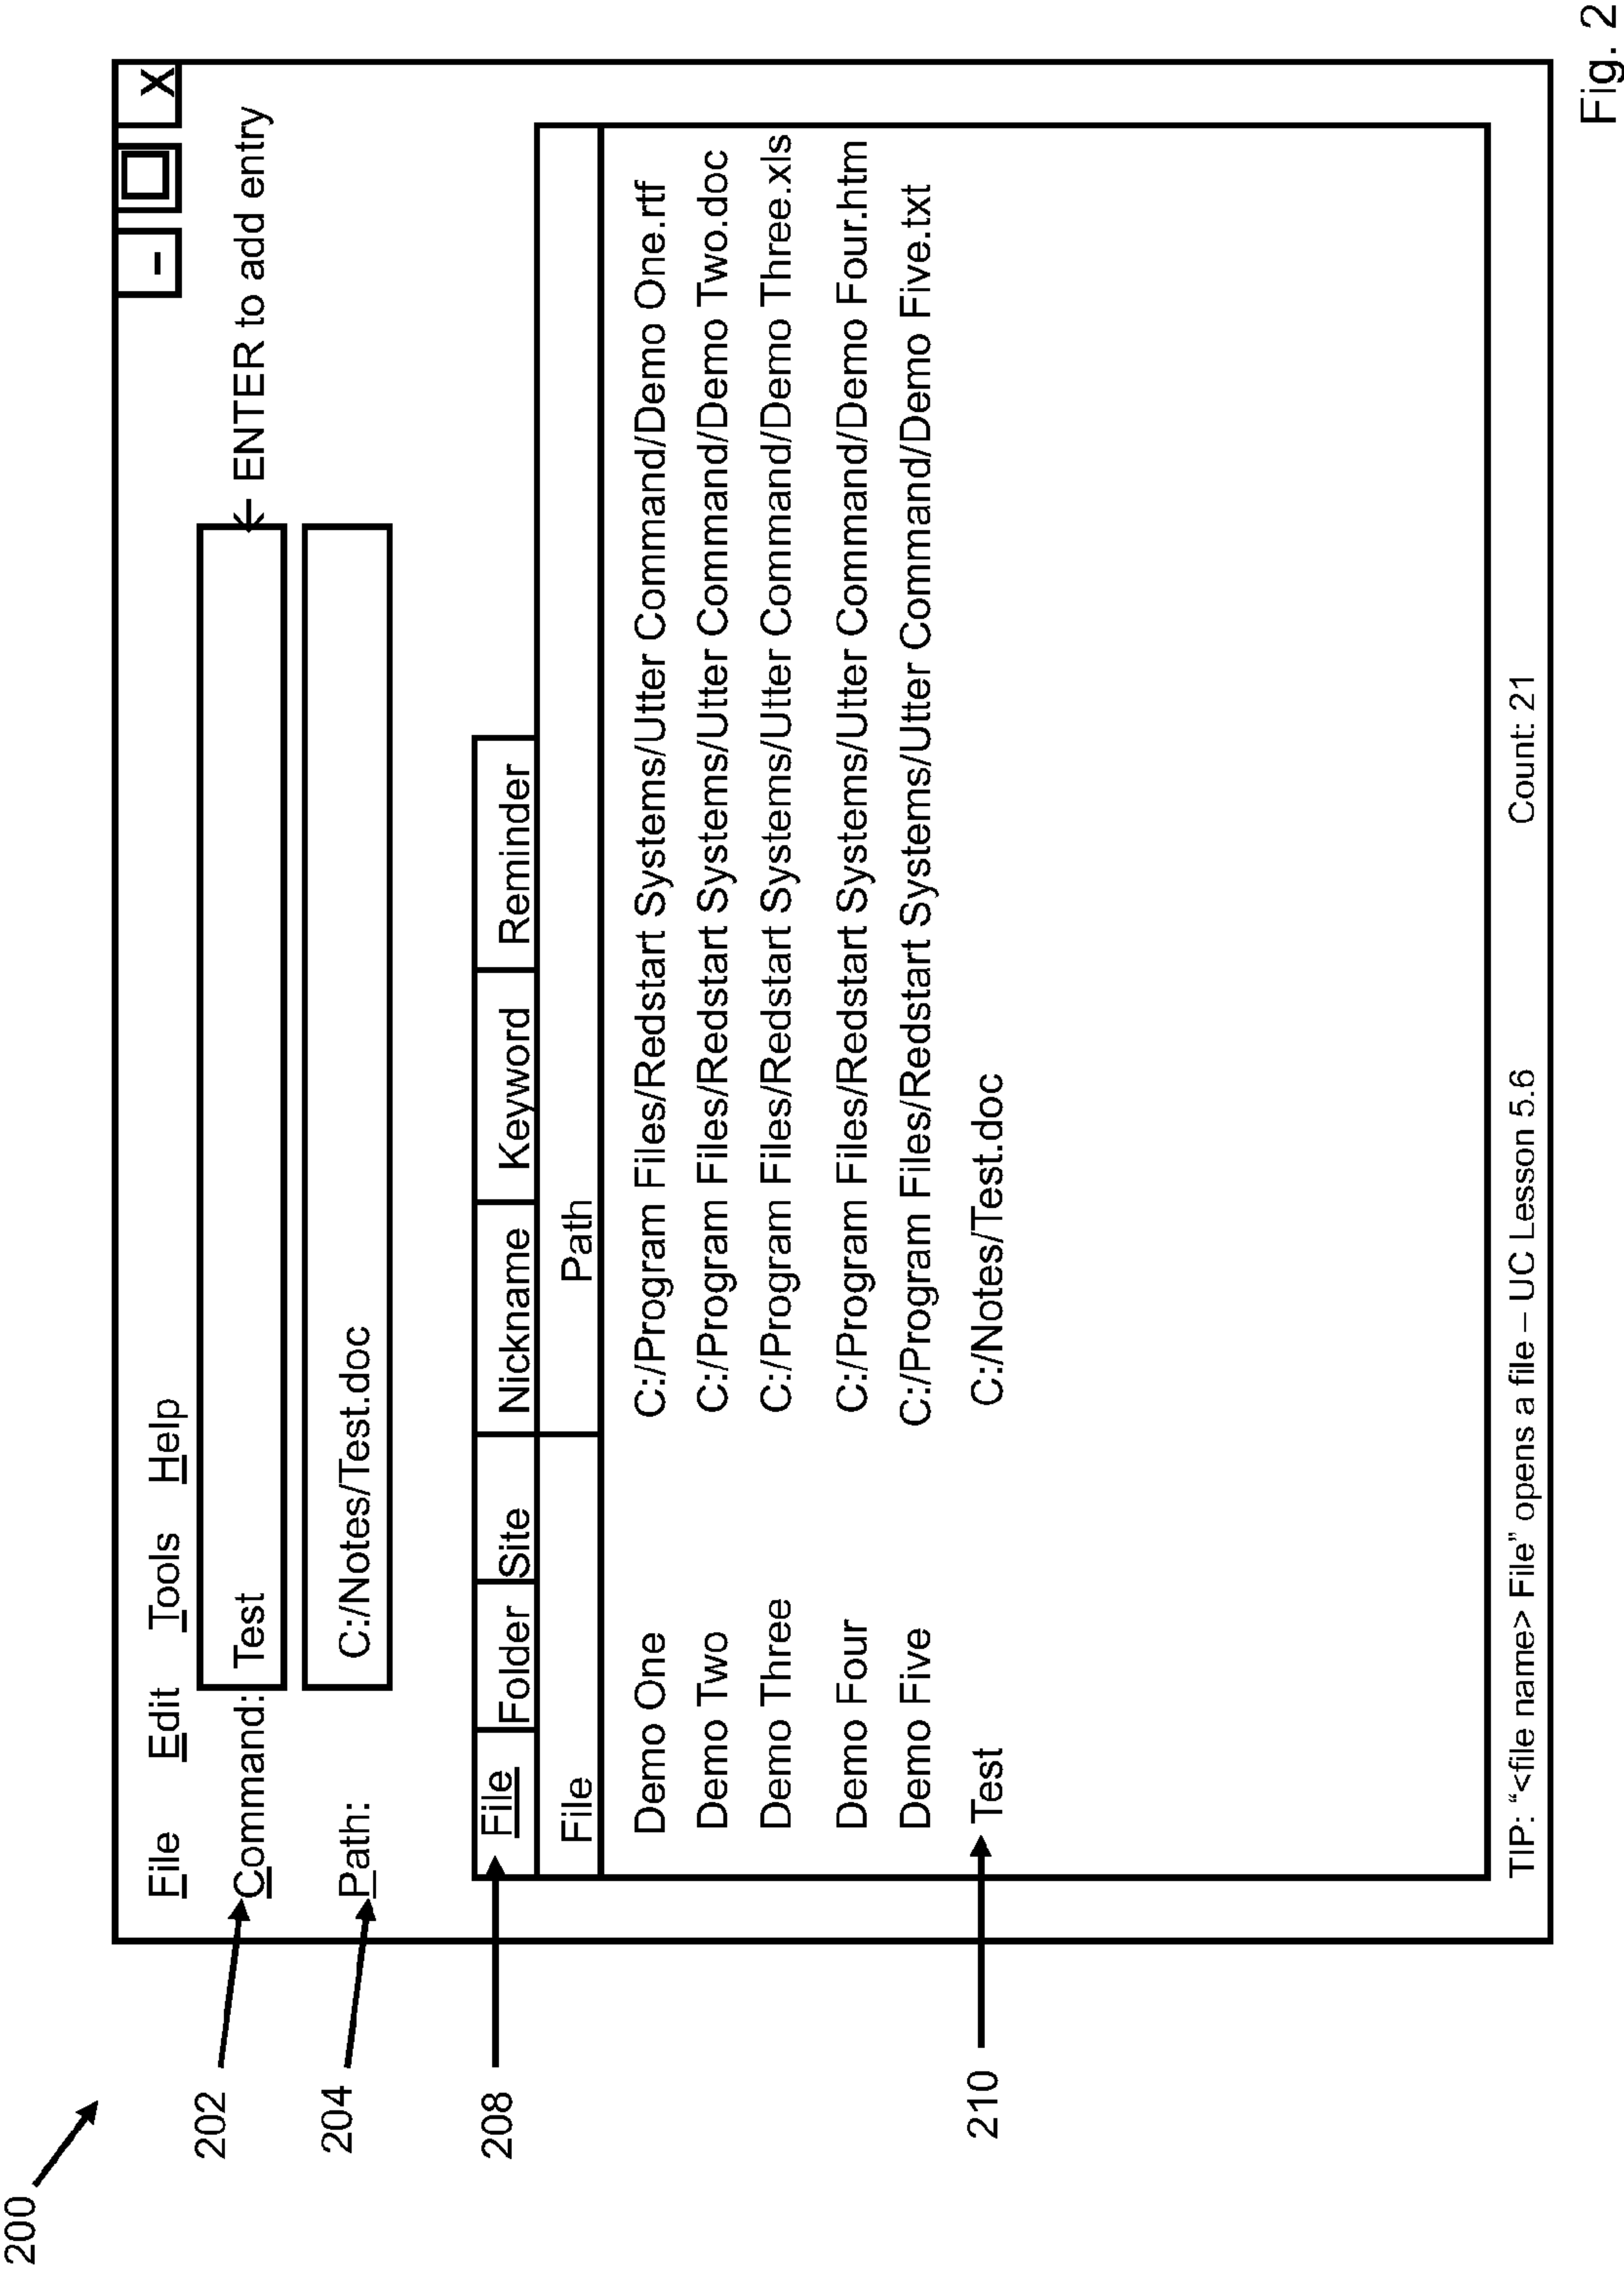 200
- □ X
File Edit Tools Help
202
Command: Test ← ENTER to add entry
204
Path: C:/Notes/Test.doc
208
File Folder Site Nickname Keyword Reminder
File Path
Demo One C:/Program Files/Redstart Systems/Utter Command/Demo One.rtf
Demo Two C:/Program Files/Redstart Systems/Utter Command/Demo Two.doc
Demo Three C:/Program Files/Redstart Systems/Utter Command/Demo Three.xls
Demo Four C:/Program Files/Redstart Systems/Utter Command/Demo Four.htm
Demo Five C:/Program Files/Redstart Systems/Utter Command/Demo Five.txt
210
Test C:/Notes/Test.doc
TIP: “<file name> File” opens a file – UC Lesson 5.6 Count: 21
Fig. 2